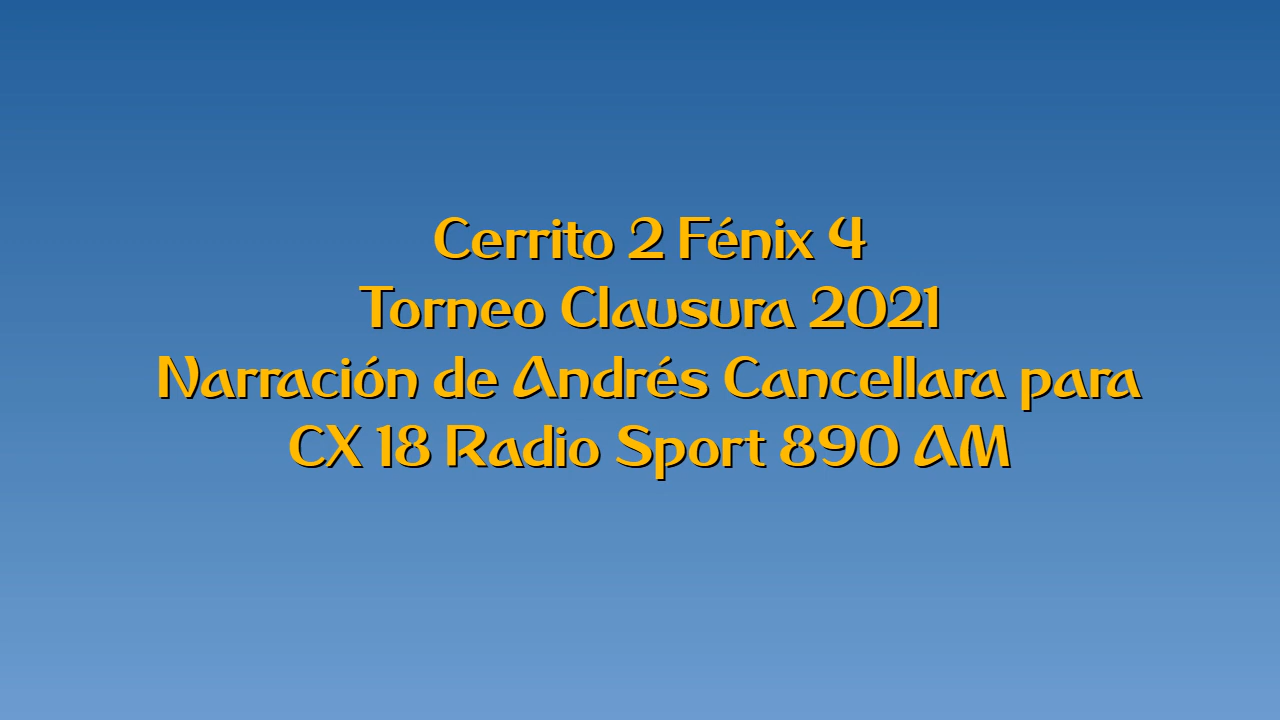 Cerrito 2 Fénix 4
Torneo Clausura 2021
Narración de Andrés Cancellara para
CX 18 Radio Sport 890 AM